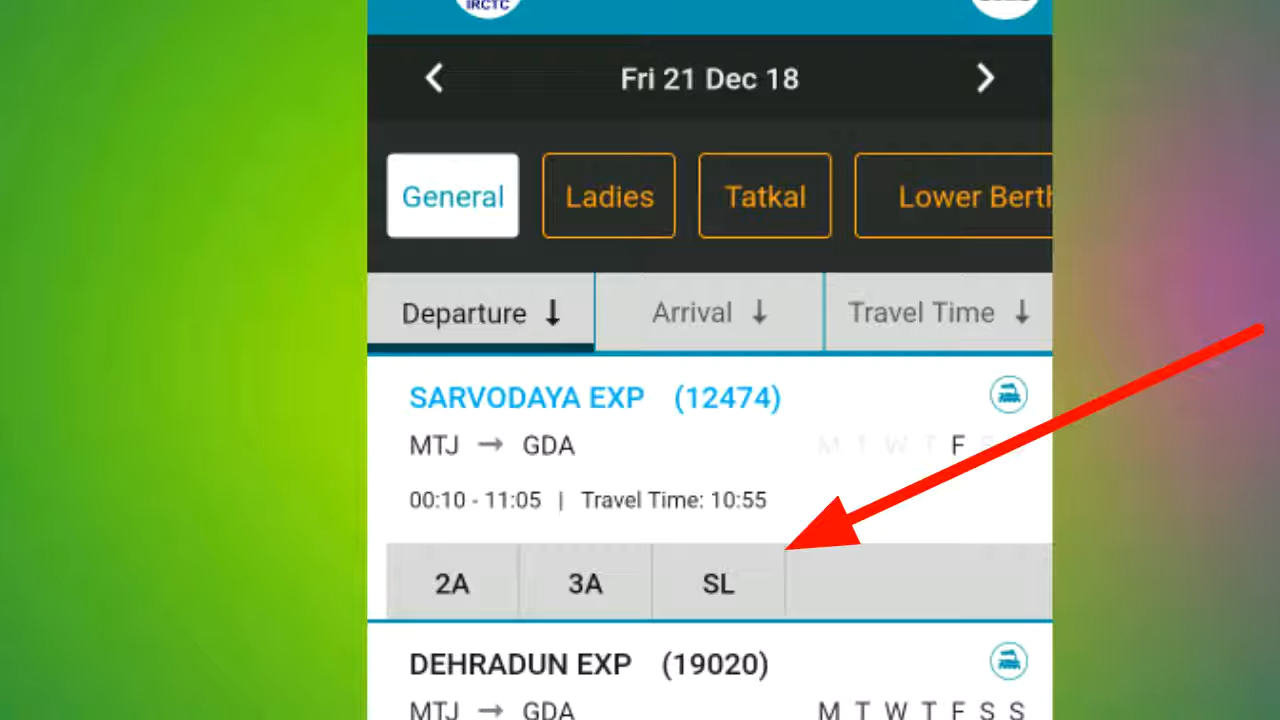 IRCTC
Fri 21 Dec 18
General Ladies Tatkal Lower Berth
Departure ↓ Arrival ↓ Travel Time ↓
SARVODAYA EXP (12474)
MTJ → GDA M T W T F S
00:10 - 11:05 | Travel Time: 10:55
2A 3A SL
DEHRADUN EXP (19020)
MTJ → GDA M T W T F S S